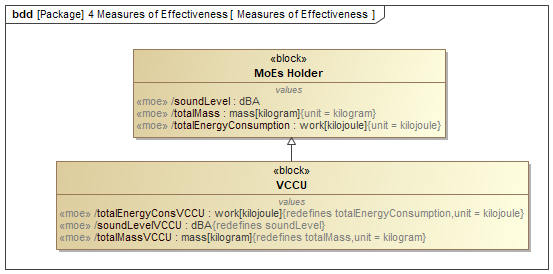 bdd [Package] 4 Measures of Effectiveness [ Measures of Effectiveness ]
«block»
MoEs Holder
values
«moe» /soundLevel : dBA
«moe» /totalMass : mass[kilogram]{unit = kilogram}
«moe» /totalEnergyConsumption : work[kilojoule]{unit = kilojoule}
«block»
VCCU
values
«moe» /totalEnergyConsVCCU : work[kilojoule]{redefines totalEnergyConsumption,unit = kilojoule}
«moe» /soundLevelVCCU : dBA{redefines soundLevel}
«moe» /totalMassVCCU : mass[kilogram]{redefines totalMass,unit = kilogram}